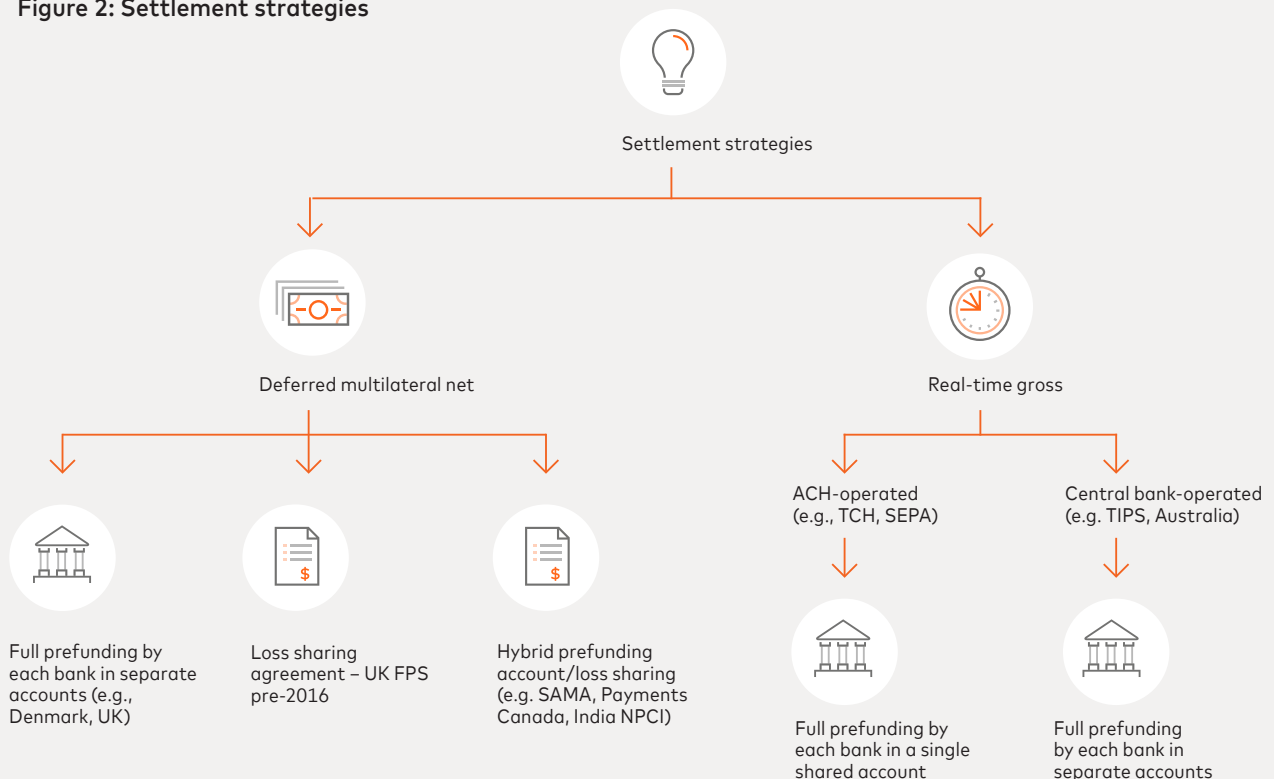 Figure 2: Settlement strategies
Settlement strategies
Deferred multilateral net
Real-time gross
ACH-operated
(e.g., TCH, SEPA)
Central bank-operated
(e.g. TIPS, Australia)
Full prefunding by
each bank in separate
accounts (e.g.,
Denmark, UK)
Loss sharing
agreement – UK FPS
pre-2016
Hybrid prefunding
account/loss sharing
(e.g. SAMA, Payments
Canada, India NPCI)
Full prefunding by
each bank in a single
shared account
Full prefunding
by each bank in
separate accounts
$
$